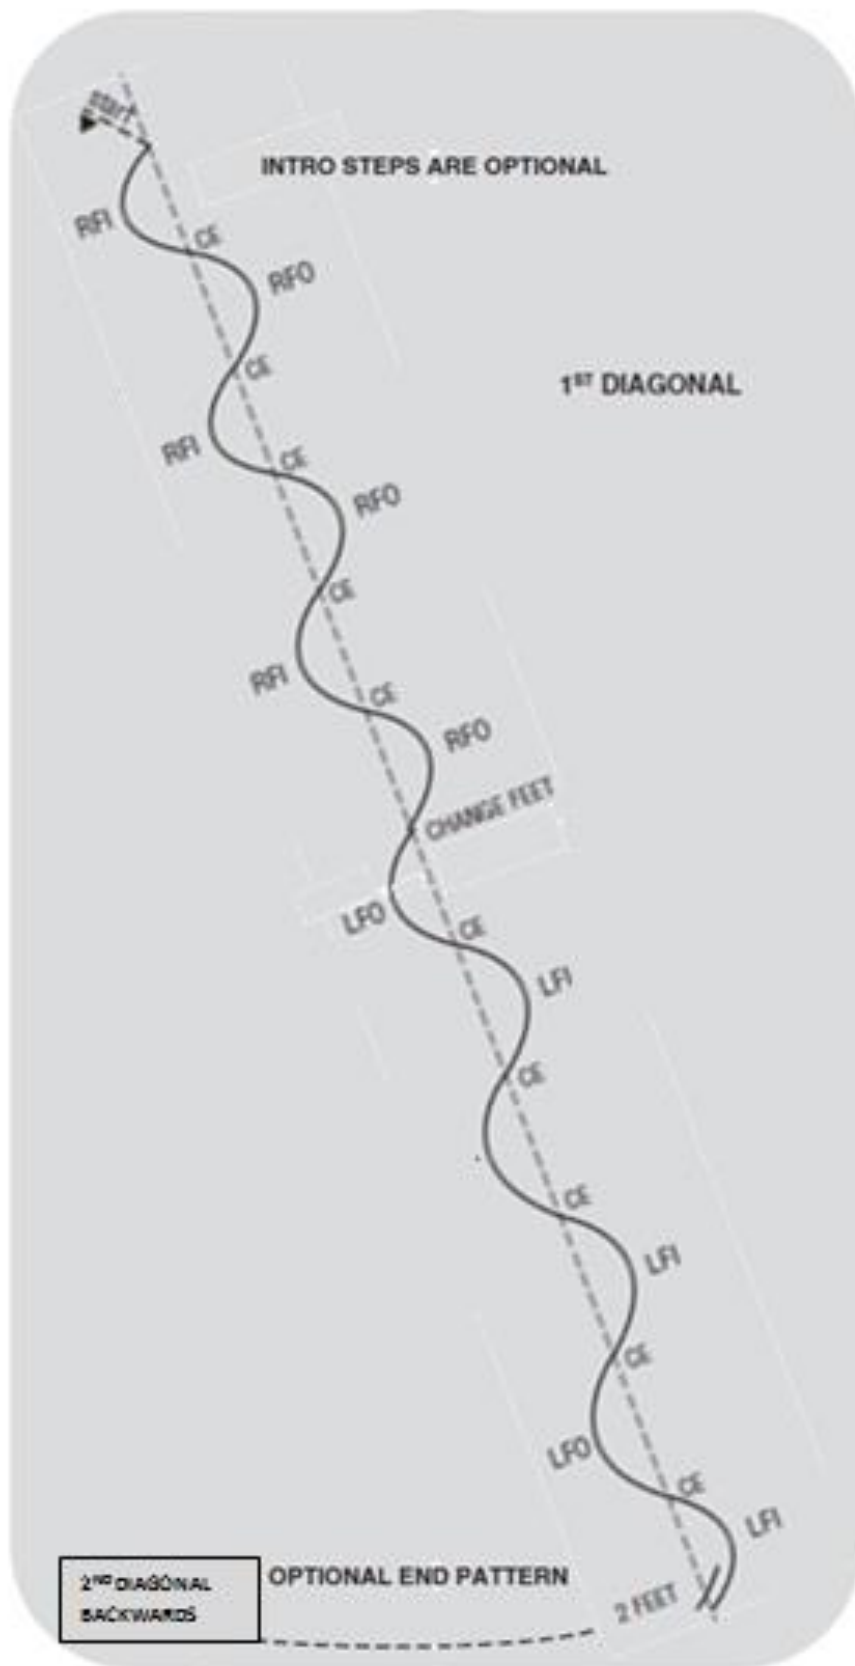 start
INTRO STEPS ARE OPTIONAL
RFI
CE
RFO
CE
1ST DIAGONAL
RFI
CE
RFO
CE
RFI
CE
RFO
CHANGE FEET
LFO
CE
LFI
CE
CE
LFI
CE
LFO
CE
LFI
2ND DIAGONAL
BACKWARDS
OPTIONAL END PATTERN
2 FEET